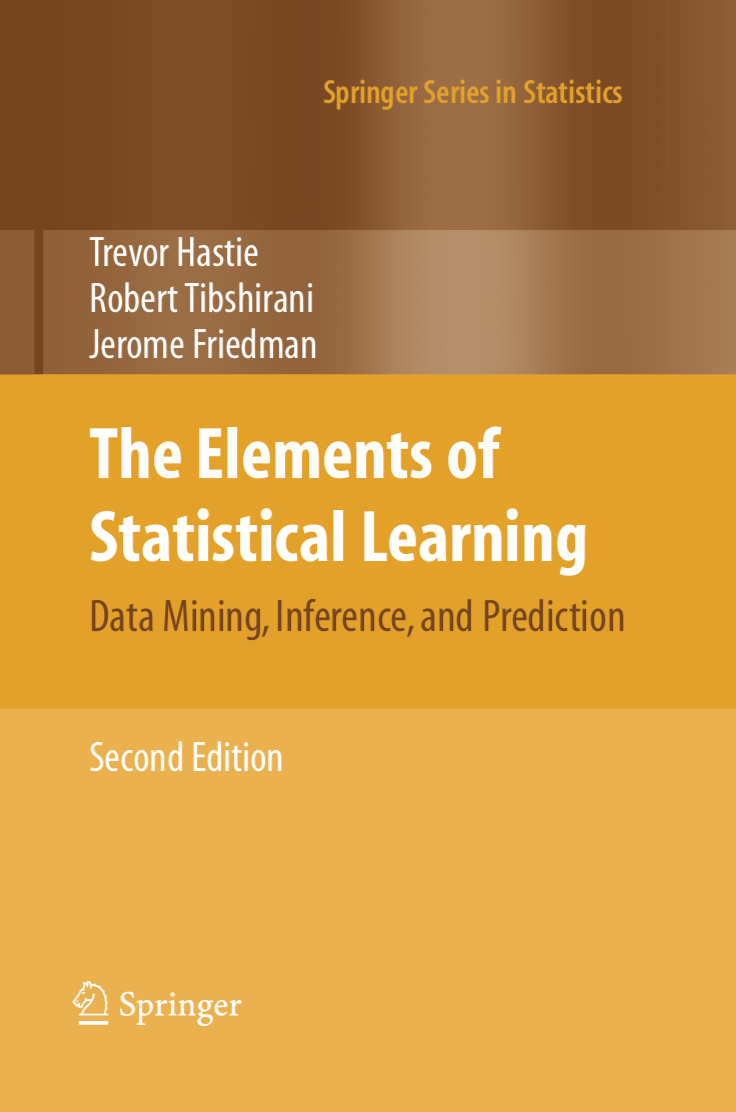 Springer Series in Statistics
Trevor Hastie
Robert Tibshirani
Jerome Friedman
The Elements of
Statistical Learning
Data Mining, Inference, and Prediction
Second Edition
Springer